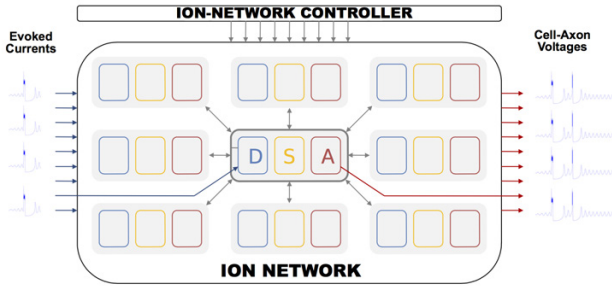 ION-NETWORK CONTROLLER
Evoked
Currents
Cell-Axon
Voltages
D S A
ION NETWORK